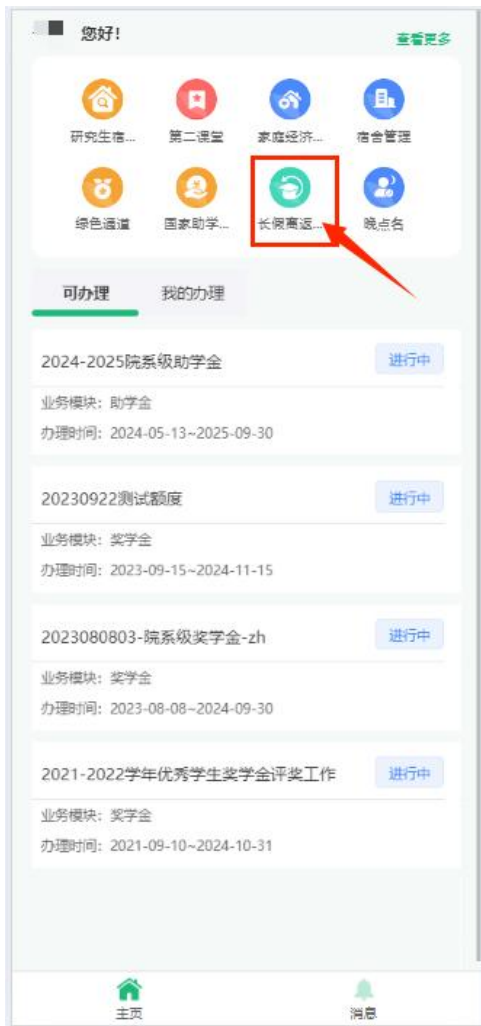 您好!
查看更多
研究生宿... 第二课堂 家庭经济... 宿舍管理
绿色通道 国家助学... 长假离返... 晚点名
可办理 我的办理
2024-2025院系级助学金 进行中
业务模块：助学金
办理时间：2024-05-13~2025-09-30
20230922测试额度 进行中
业务模块：奖学金
办理时间：2023-09-15~2024-11-15
2023080803-院系级奖学金-zh 进行中
业务模块：奖学金
办理时间：2023-08-08~2024-09-30
2021-2022学年优秀学生奖学金评奖工作 进行中
业务模块：奖学金
办理时间：2021-09-10~2024-10-31
主页 消息